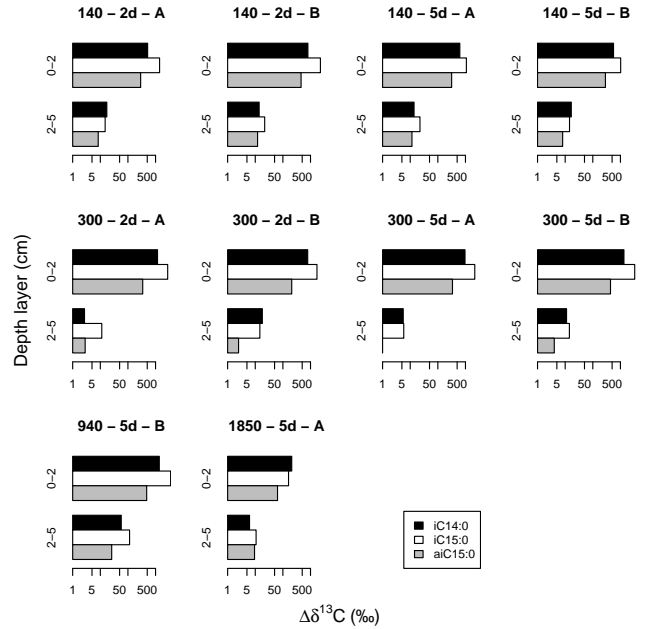 140 – 2d – A
140 – 2d – B
140 – 5d – A
140 – 5d – B
0–2
2–5
1 5 50 500
0–2
2–5
1 5 50 500
0–2
2–5
1 5 50 500
0–2
2–5
1 5 50 500
300 – 2d – A
300 – 2d – B
300 – 5d – A
300 – 5d – B
0–2
2–5
1 5 50 500
0–2
2–5
1 5 50 500
0–2
2–5
1 5 50 500
0–2
2–5
1 5 50 500
Depth layer (cm)
940 – 5d – B
1850 – 5d – A
0–2
2–5
1 5 50 500
0–2
2–5
1 5 50 500
iC14:0
iC15:0
aiC15:0
Δδ¹³C (‰)